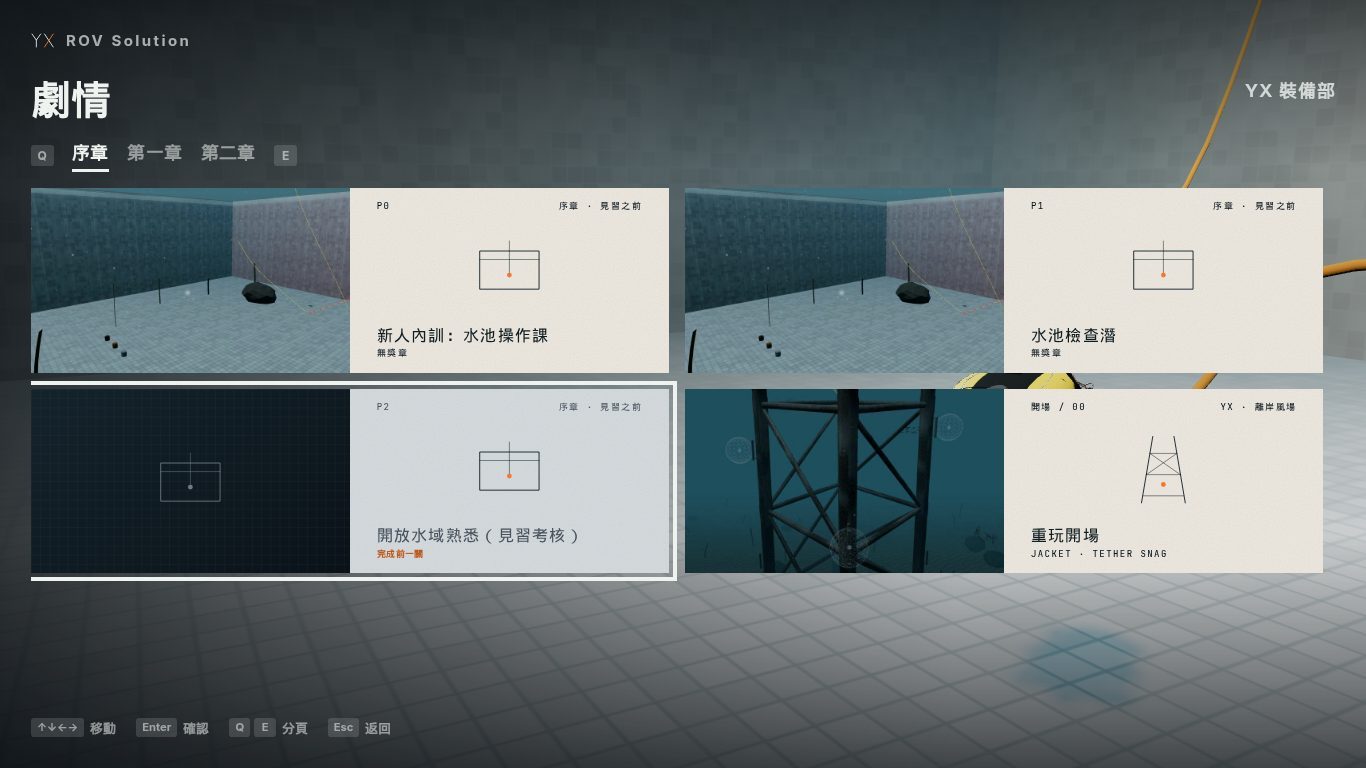 YX ROV Solution
劇情
YX 裝備部
Q 序章 第一章 第二章 E
P0 序章 · 見習之前
新人內訓: 水池操作課
無獎章
P1 序章 · 見習之前
水池檢查潛
無獎章
P2 序章 · 見習之前
開放水域熟悉 ( 見習考核 )
完成前一關
開場 / 00 YX · 離岸風場
重玩開場
JACKET · TETHER SNAG
↑↓←→ 移動 Enter 確認 Q E 分頁 Esc 返回